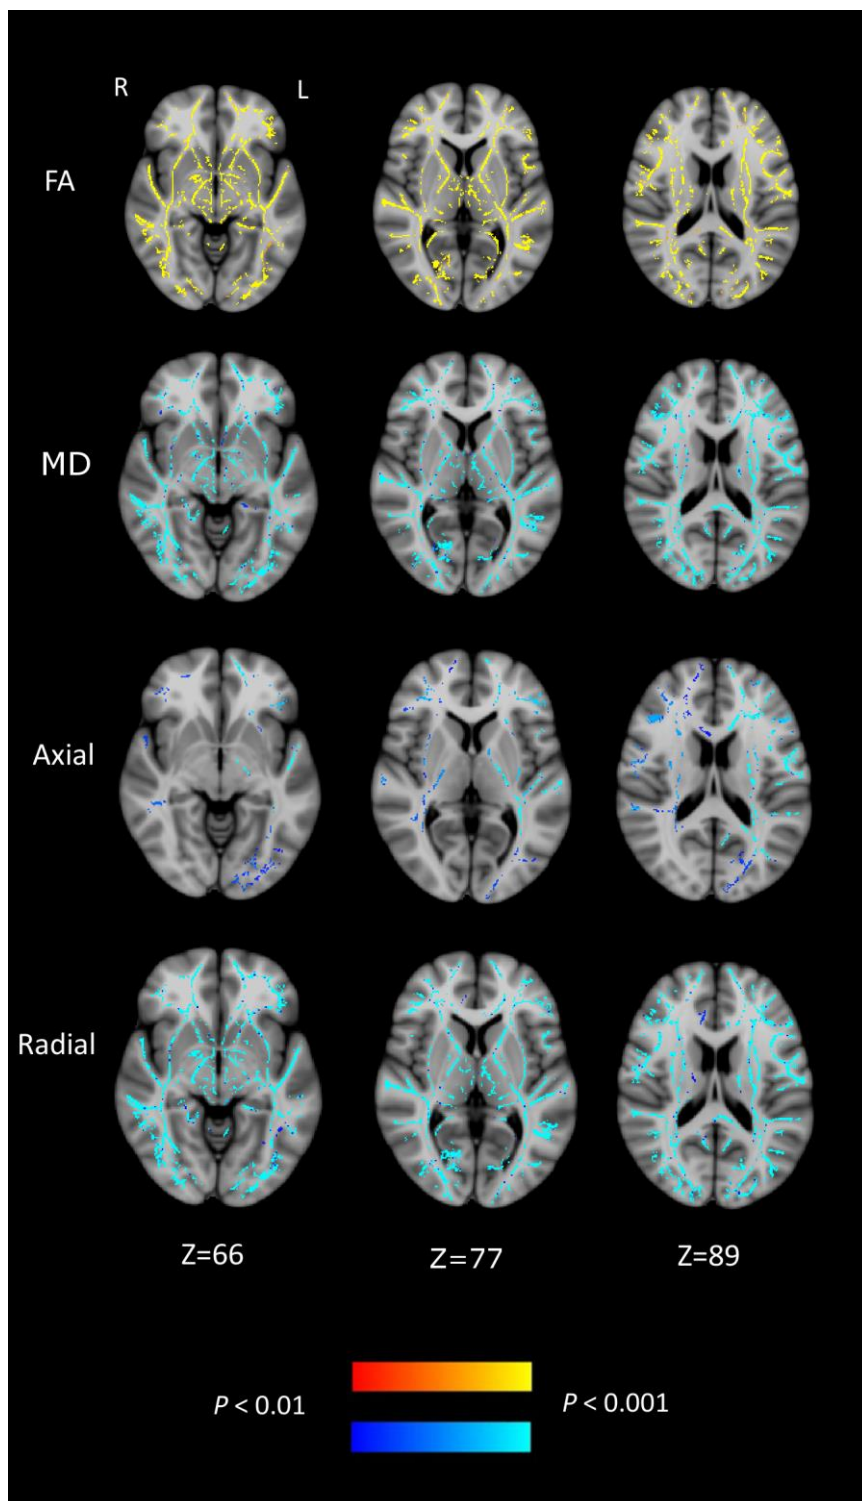 R L
FA
MD
Axial
Radial
Z=66 Z=77 Z=89
P < 0.01 P < 0.001